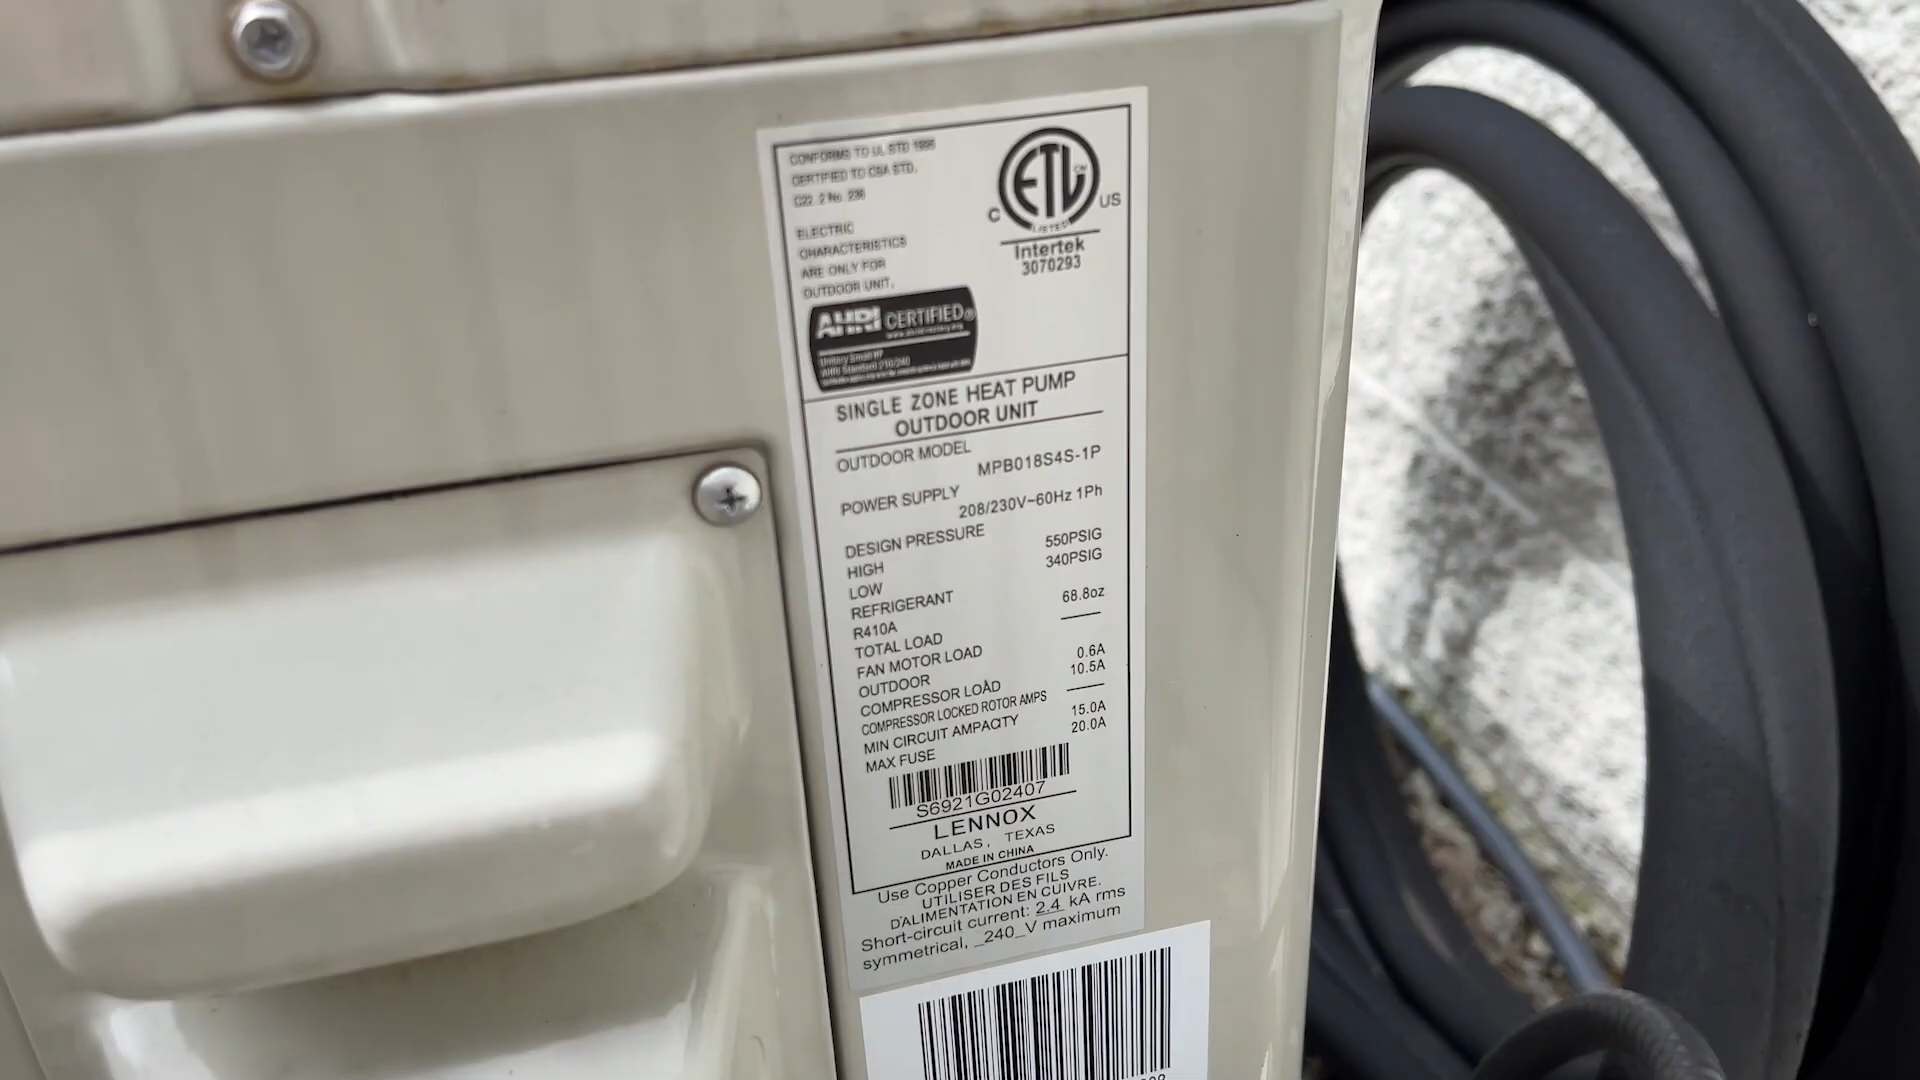 CONFORMS TO UL STD 1995
CERTIFIED TO CSA STD.
C22. 2 No. 236
ELECTRIC
CHARACTERISTICS
ARE ONLY FOR
OUTDOOR UNIT.
ETL CM
C US
LISTED
Intertek
3070293
AHRI CERTIFIED®
www.ahridirectory.org
Unitary Small HP
AHRI Standard 210/240
SINGLE ZONE HEAT PUMP
OUTDOOR UNIT
OUTDOOR MODEL
MPB018S4S-1P
POWER SUPPLY
208/230V~60Hz 1Ph
DESIGN PRESSURE
HIGH 550PSIG
LOW 340PSIG
REFRIGERANT
R410A 68.8oz
TOTAL LOAD
FAN MOTOR LOAD
OUTDOOR 0.6A
COMPRESSOR LOAD 10.5A
COMPRESSOR LOCKED ROTOR AMPS
MIN CIRCUIT AMPACITY 15.0A
MAX FUSE 20.0A
S6921G02407
LENNOX
DALLAS, TEXAS
MADE IN CHINA
Use Copper Conductors Only.
UTILISER DES FILS
D'ALIMENTATION EN CUIVRE.
Short-circuit current: 2.4 kA rms
symmetrical, _240_V maximum